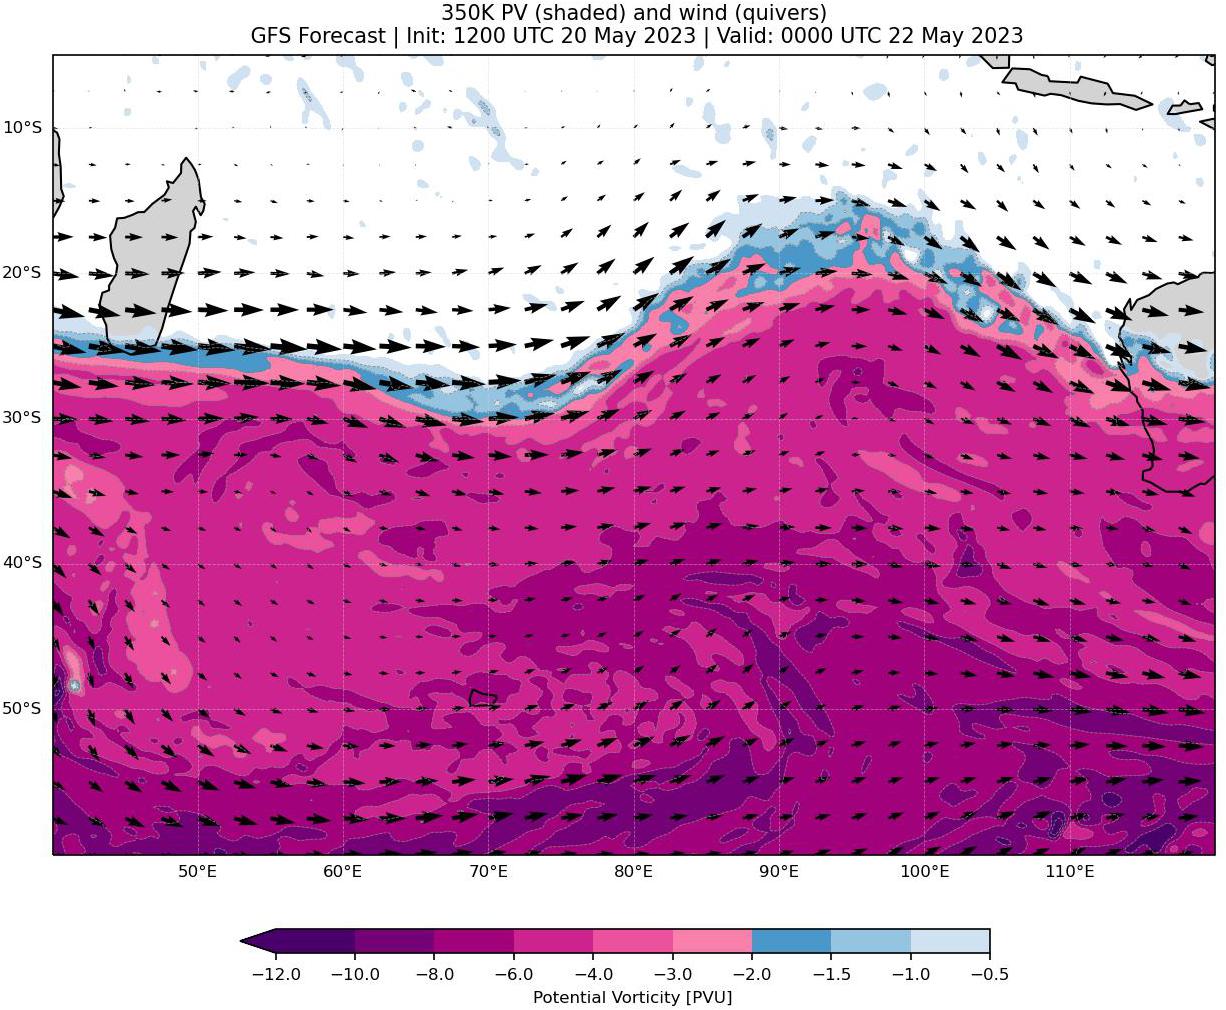 350K PV (shaded) and wind (quivers)
GFS Forecast | Init: 1200 UTC 20 May 2023 | Valid: 0000 UTC 22 May 2023
10°S
20°S
30°S
40°S
50°S
50°E 60°E 70°E 80°E 90°E 100°E 110°E
−12.0 −10.0 −8.0 −6.0 −4.0 −3.0 −2.0 −1.5 −1.0 −0.5
Potential Vorticity [PVU]